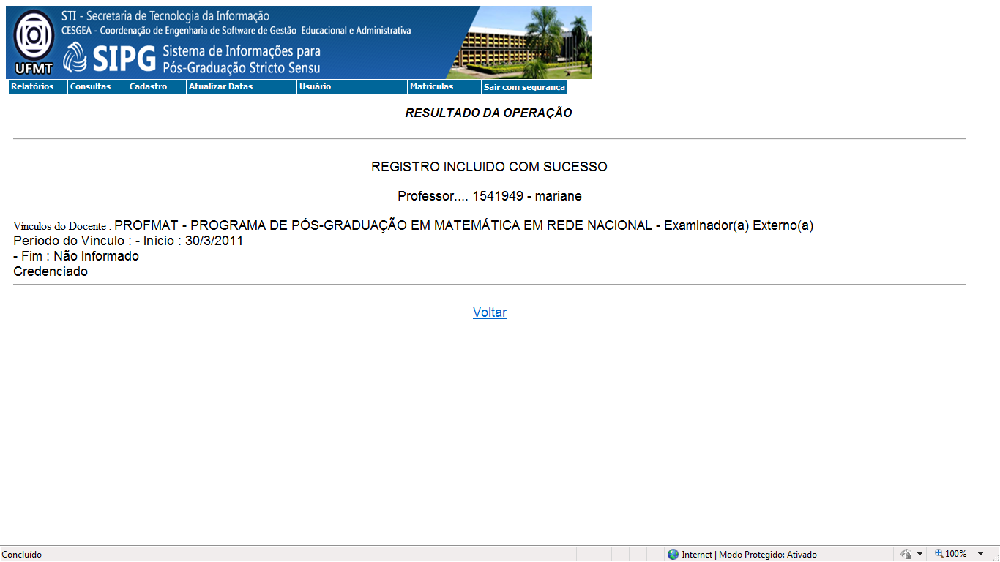 STI - Secretaria de Tecnologia da Informação
CESGEA - Coordenação de Engenharia de Software de Gestão Educacional e Administrativa
UFMT
SIPG
Sistema de Informações para
Pós-Graduação Stricto Sensu
Relatórios Consultas Cadastro Atualizar Datas Usuário Matrículas Sair com segurança
RESULTADO DA OPERAÇÃO
REGISTRO INCLUIDO COM SUCESSO
Professor.... 1541949 - mariane
Vínculos do Docente : PROFMAT - PROGRAMA DE PÓS-GRADUAÇÃO EM MATEMÁTICA EM REDE NACIONAL - Examinador(a) Externo(a)
Período do Vínculo : - Início : 30/3/2011
- Fim : Não Informado
Credenciado
Voltar
Concluído Internet | Modo Protegido: Ativado 100%